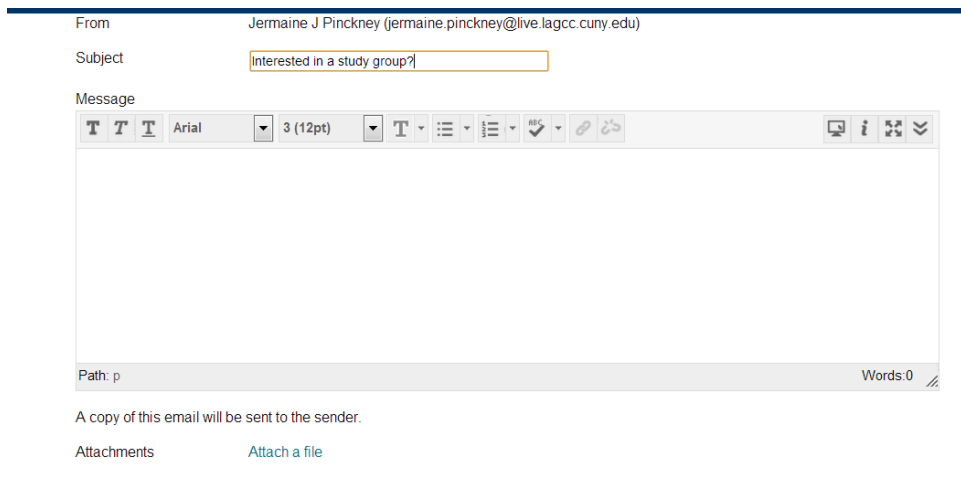 From Jermaine J Pinckney (jermaine.pinckney@live.lagcc.cuny.edu)
Subject Interested in a study group?
Message
T T T Arial 3 (12pt) T ABC i
Path: p Words:0
A copy of this email will be sent to the sender.
Attachments Attach a file